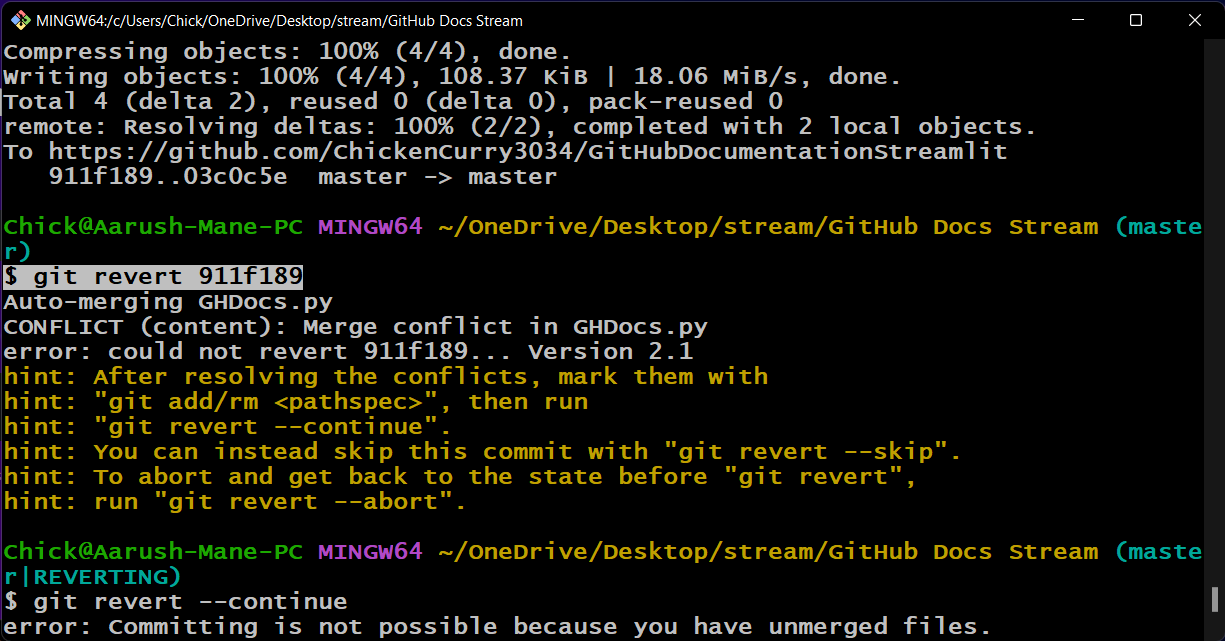 MINGW64:/c/Users/Chick/OneDrive/Desktop/stream/GitHub Docs Stream
Compressing objects: 100% (4/4), done.
Writing objects: 100% (4/4), 108.37 KiB | 18.06 MiB/s, done.
Total 4 (delta 2), reused 0 (delta 0), pack-reused 0
remote: Resolving deltas: 100% (2/2), completed with 2 local objects.
To https://github.com/ChickenCurry3034/GitHubDocumentationStreamlit
   911f189..03c0c5e  master -> master
Chick@Aarush-Mane-PC MINGW64 ~/OneDrive/Desktop/stream/GitHub Docs Stream (maste
r)
$ git revert 911f189
Auto-merging GHDocs.py
CONFLICT (content): Merge conflict in GHDocs.py
error: could not revert 911f189... Version 2.1
hint: After resolving the conflicts, mark them with
hint: "git add/rm <pathspec>", then run
hint: "git revert --continue".
hint: You can instead skip this commit with "git revert --skip".
hint: To abort and get back to the state before "git revert",
hint: run "git revert --abort".
Chick@Aarush-Mane-PC MINGW64 ~/OneDrive/Desktop/stream/GitHub Docs Stream (maste
r|REVERTING)
$ git revert --continue
error: Committing is not possible because you have unmerged files.